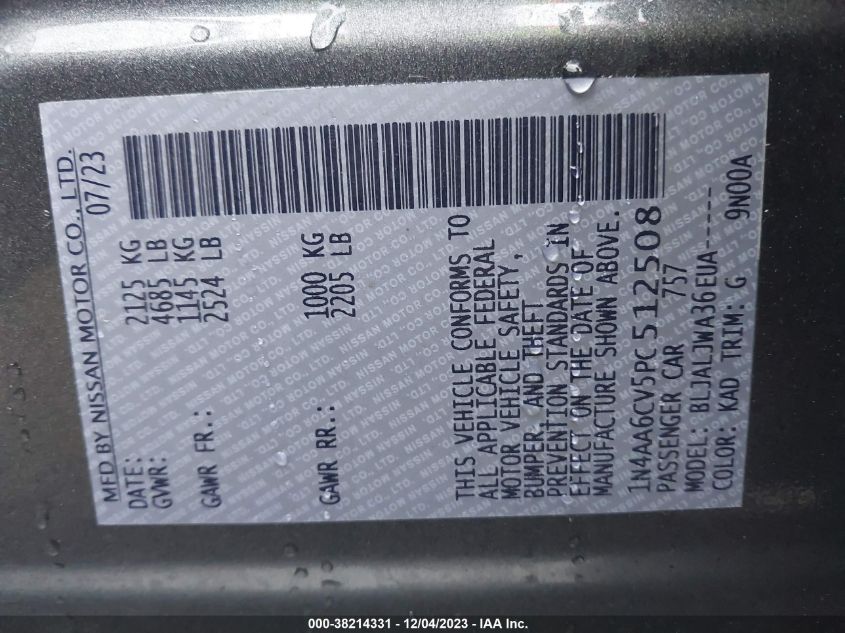 MFD BY NISSAN MOTOR CO., LTD.
DATE: 07/23
GVWR: 2125 KG
4685 LB
GAWR FR.: 1145 KG
2524 LB
GAWR RR.: 1000 KG
2205 LB
THIS VEHICLE CONFORMS TO
ALL APPLICABLE FEDERAL
MOTOR VEHICLE SAFETY,
BUMPER, AND THEFT
PREVENTION STANDARDS IN
EFFECT ON THE DATE OF
MANUFACTURE SHOWN ABOVE.
1N4AA6CV5PC512508
PASSENGER CAR 757
MODEL: BLJALJWA36EUA-----
COLOR: KAD TRIM: G 9N00A
000-38214331 - 12/04/2023 - IAA Inc.